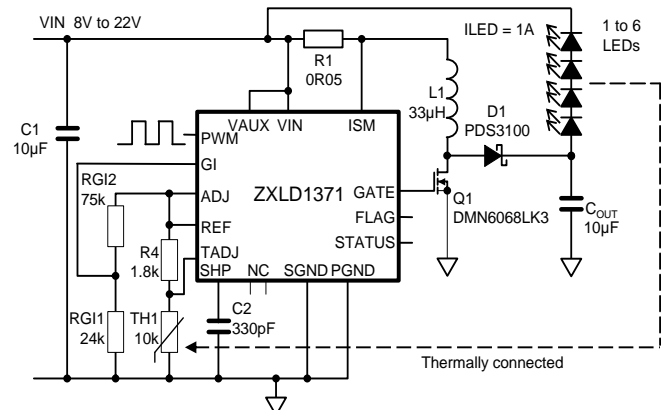 VIN 8V to 22V
ILED = 1A
1 to 6
LEDs
R1
0R05
L1
33µH
D1
PDS3100
C1
10µF
VAUX VIN ISM
PWM
GI
ADJ
REF
TADJ
SHP
NC
SGND PGND
ZXLD1371
GATE
FLAG
STATUS
Q1
DMN6068LK3
COUT
10µF
RGI2
75k
R4
1.8k
RGI1
24k
TH1
10k
C2
330pF
Thermally connected